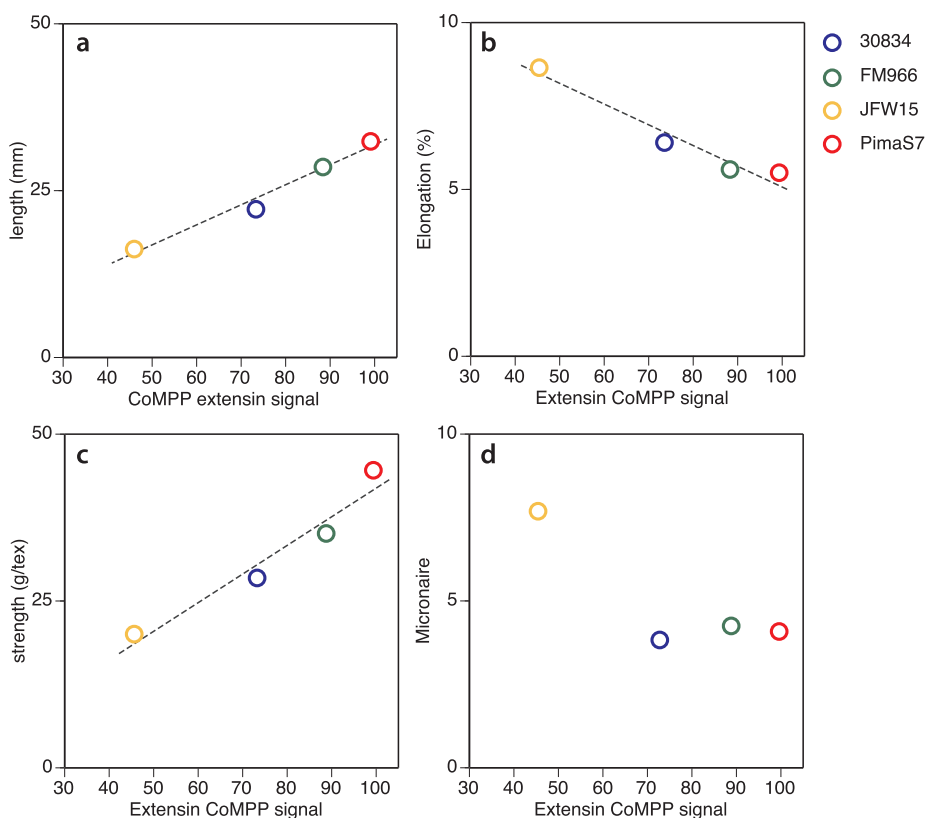 a
50
25
0
length (mm)
30 40 50 60 70 80 90 100
CoMPP extensin signal
b
10
5
0
Elongation (%)
30 40 50 60 70 80 90 100
Extensin CoMPP signal
30834
FM966
JFW15
PimaS7
c
50
25
0
strength (g/tex)
30 40 50 60 70 80 90 100
Extensin CoMPP signal
d
10
5
0
Micronaire
30 40 50 60 70 80 90 100
Extensin CoMPP signal